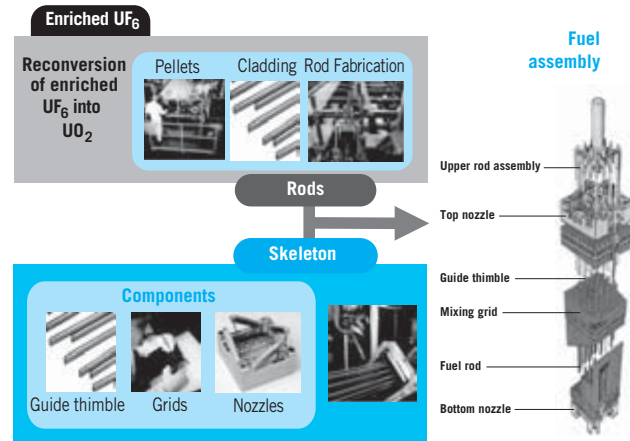 Enriched UF6
Reconversion
of enriched
UF6 into
UO2
Pellets
Cladding
Rod Fabrication
Rods
Skeleton
Components
Guide thimble
Grids
Nozzles
Fuel
assembly
Upper rod assembly
Top nozzle
Guide thimble
Mixing grid
Fuel rod
Bottom nozzle